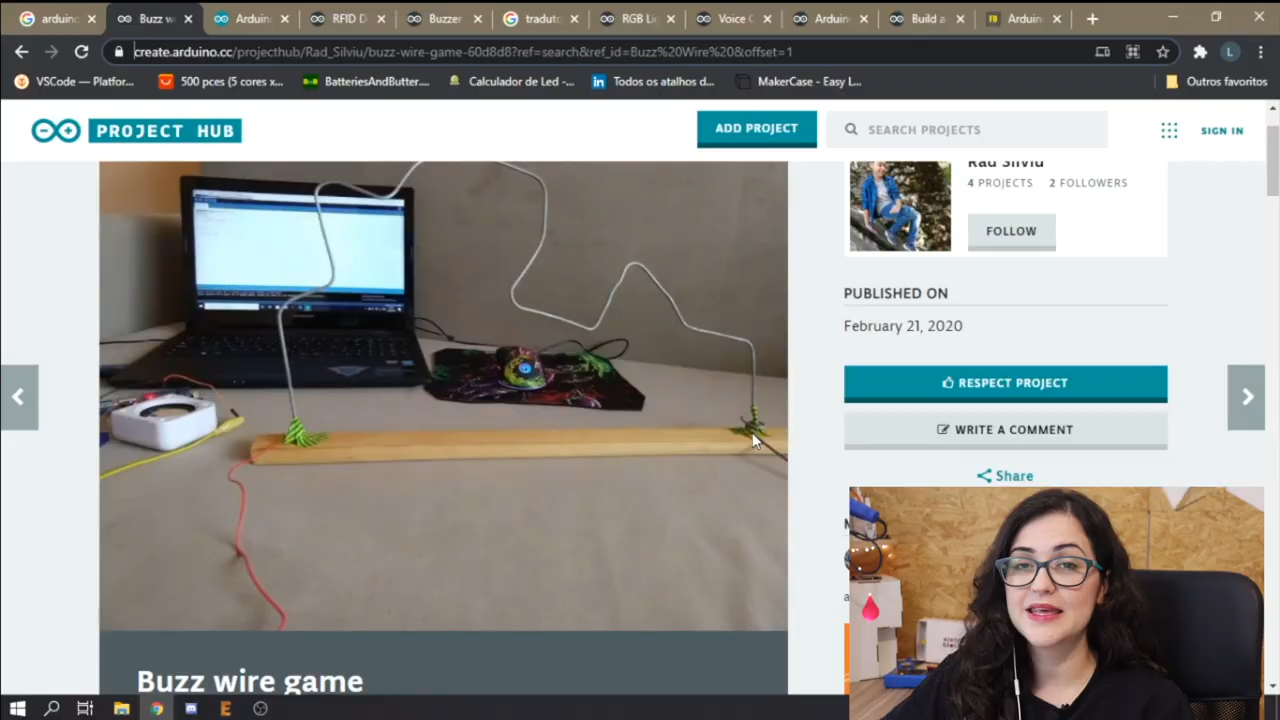 arduino
Buzz w
Arduin
RFID D
Buzzer
traduto
RGB Li
Voice C
Arduin
Build a
Arduin
create.arduino.cc/projecthub/Rad_Silviu/buzz-wire-game-60d8d8?ref=search&ref_id=Buzz%20Wire%20&offset=1
L
VSCode — Platfor...
500 pces (5 cores x...
BatteriesAndButter....
Calculador de Led -...
Todos os atalhos d...
MakerCase - Easy L...
Outros favoritos
PROJECT HUB
ADD PROJECT
SEARCH PROJECTS
SIGN IN
Rad Silviu
4 PROJECTS 2 FOLLOWERS
FOLLOW
PUBLISHED ON
February 21, 2020
RESPECT PROJECT
WRITE A COMMENT
Share
Buzz wire game